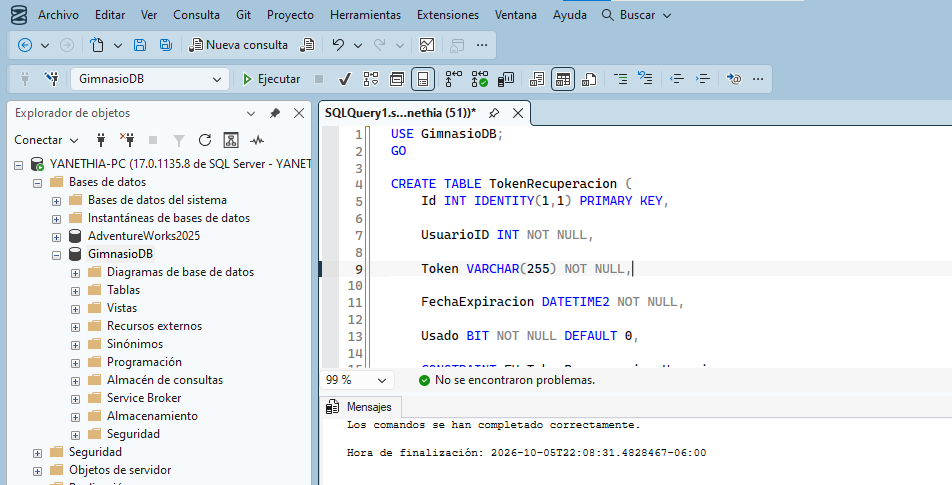 Archivo Editar Ver Consulta Git Proyecto Herramientas Extensiones Ventana Ayuda Buscar
Nueva consulta
GimnasioDB Ejecutar
Explorador de objetos
Conectar
YANETHIA-PC (17.0.1135.8 de SQL Server - YANET
Bases de datos
Bases de datos del sistema
Instantáneas de bases de datos
AdventureWorks2025
GimnasioDB
Diagramas de base de datos
Tablas
Vistas
Recursos externos
Sinónimos
Programación
Almacén de consultas
Service Broker
Almacenamiento
Seguridad
Seguridad
Objetos de servidor
SQLQuery1.s...nethia (51))*
1 USE GimnasioDB;
2 GO
3
4 CREATE TABLE TokenRecuperacion (
5 Id INT IDENTITY(1,1) PRIMARY KEY,
6
7 UsuarioID INT NOT NULL,
8
9 Token VARCHAR(255) NOT NULL,
10
11 FechaExpiracion DATETIME2 NOT NULL,
12
13 Usado BIT NOT NULL DEFAULT 0,
14
99 % No se encontraron problemas.
Mensajes
Los comandos se han completado correctamente.
Hora de finalización: 2026-10-05T22:08:31.4828467-06:00